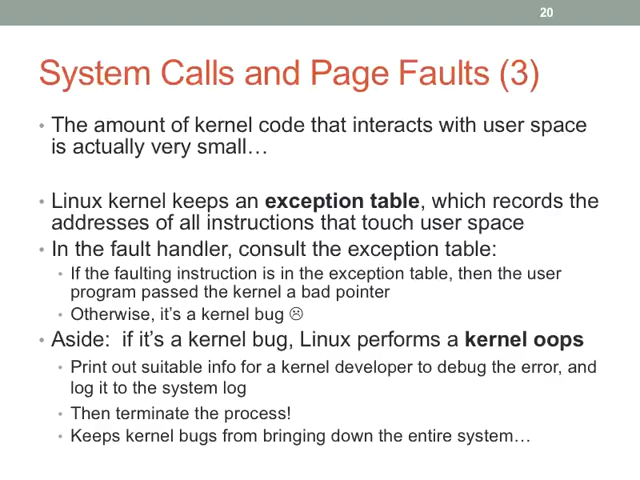 20
System Calls and Page Faults (3)
• The amount of kernel code that interacts with user space
is actually very small…
• Linux kernel keeps an exception table, which records the
addresses of all instructions that touch user space
• In the fault handler, consult the exception table:
• If the faulting instruction is in the exception table, then the user
program passed the kernel a bad pointer
• Otherwise, it's a kernel bug ☹
• Aside:  if it's a kernel bug, Linux performs a kernel oops
• Print out suitable info for a kernel developer to debug the error, and
log it to the system log
• Then terminate the process!
• Keeps kernel bugs from bringing down the entire system…